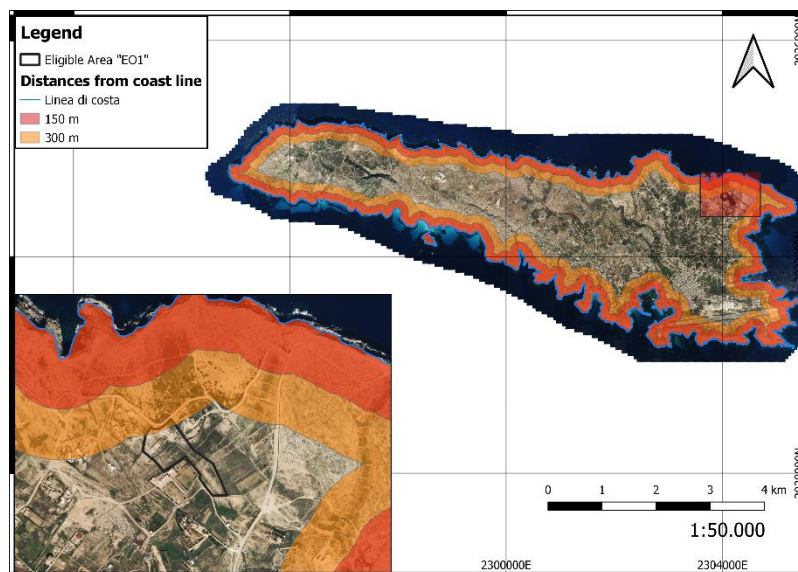 Legend
Eligible Area "EO1"
Distances from coast line
Linea di costa
150 m
300 m
0 1 2 3 4 km
1:50.000
2300000E 2304000E